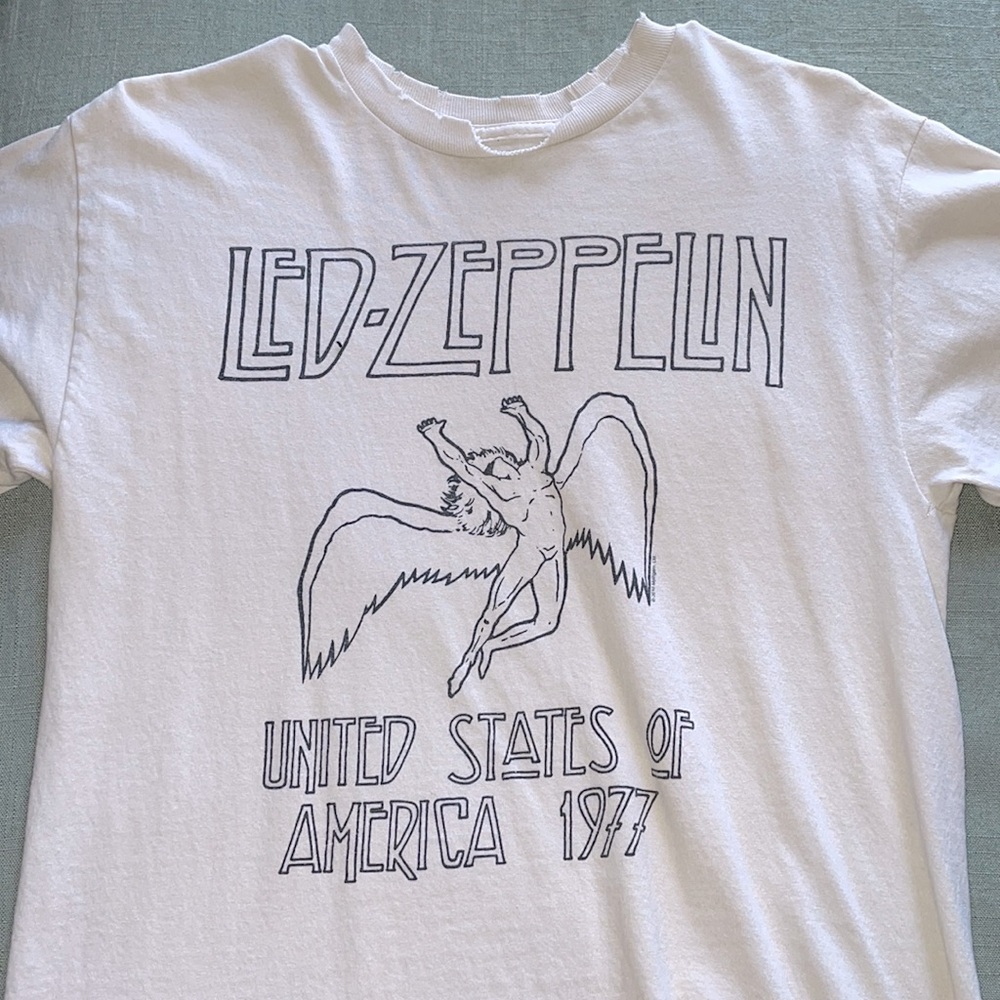 LED-ZEPPELIN
UNITED STATES OF
AMERICA 1977